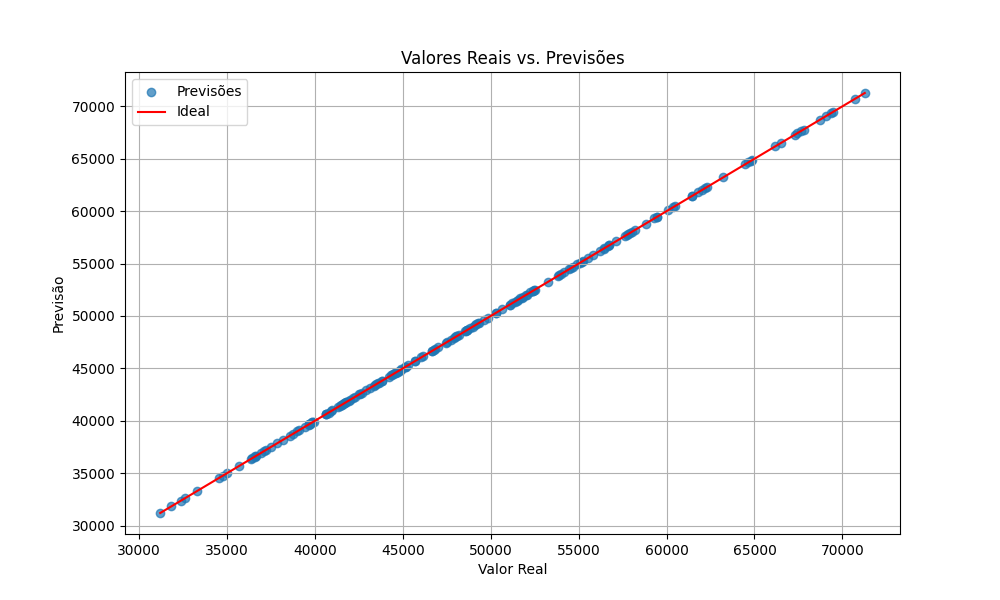 Valores Reais vs. Previsões
Previsões
Ideal
70000
65000
60000
55000
50000
45000
40000
35000
30000
Previsão
30000 35000 40000 45000 50000 55000 60000 65000 70000
Valor Real